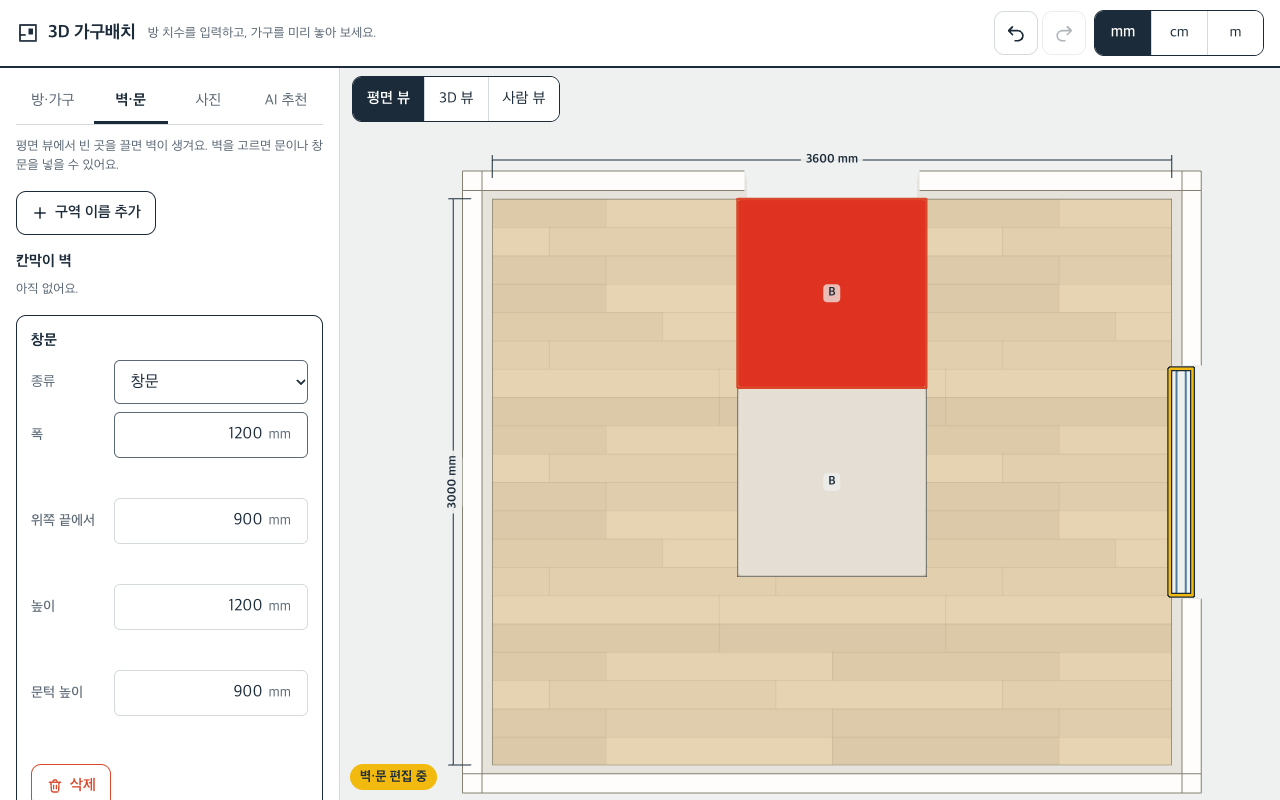 3D 가구배치
방 치수를 입력하고, 가구를 미리 놓아 보세요.
mm
cm
m
방·가구
벽·문
사진
AI 추천
평면 뷰에서 빈 곳을 끌면 벽이 생겨요. 벽을 고르면 문이나 창
문을 넣을 수 있어요.
구역 이름 추가
칸막이 벽
아직 없어요.
창문
종류
창문
폭
1200 mm
위쪽 끝에서
900 mm
높이
1200 mm
문턱 높이
900 mm
삭제
평면 뷰
3D 뷰
사람 뷰
3600 mm
3000 mm
B
B
벽·문 편집 중